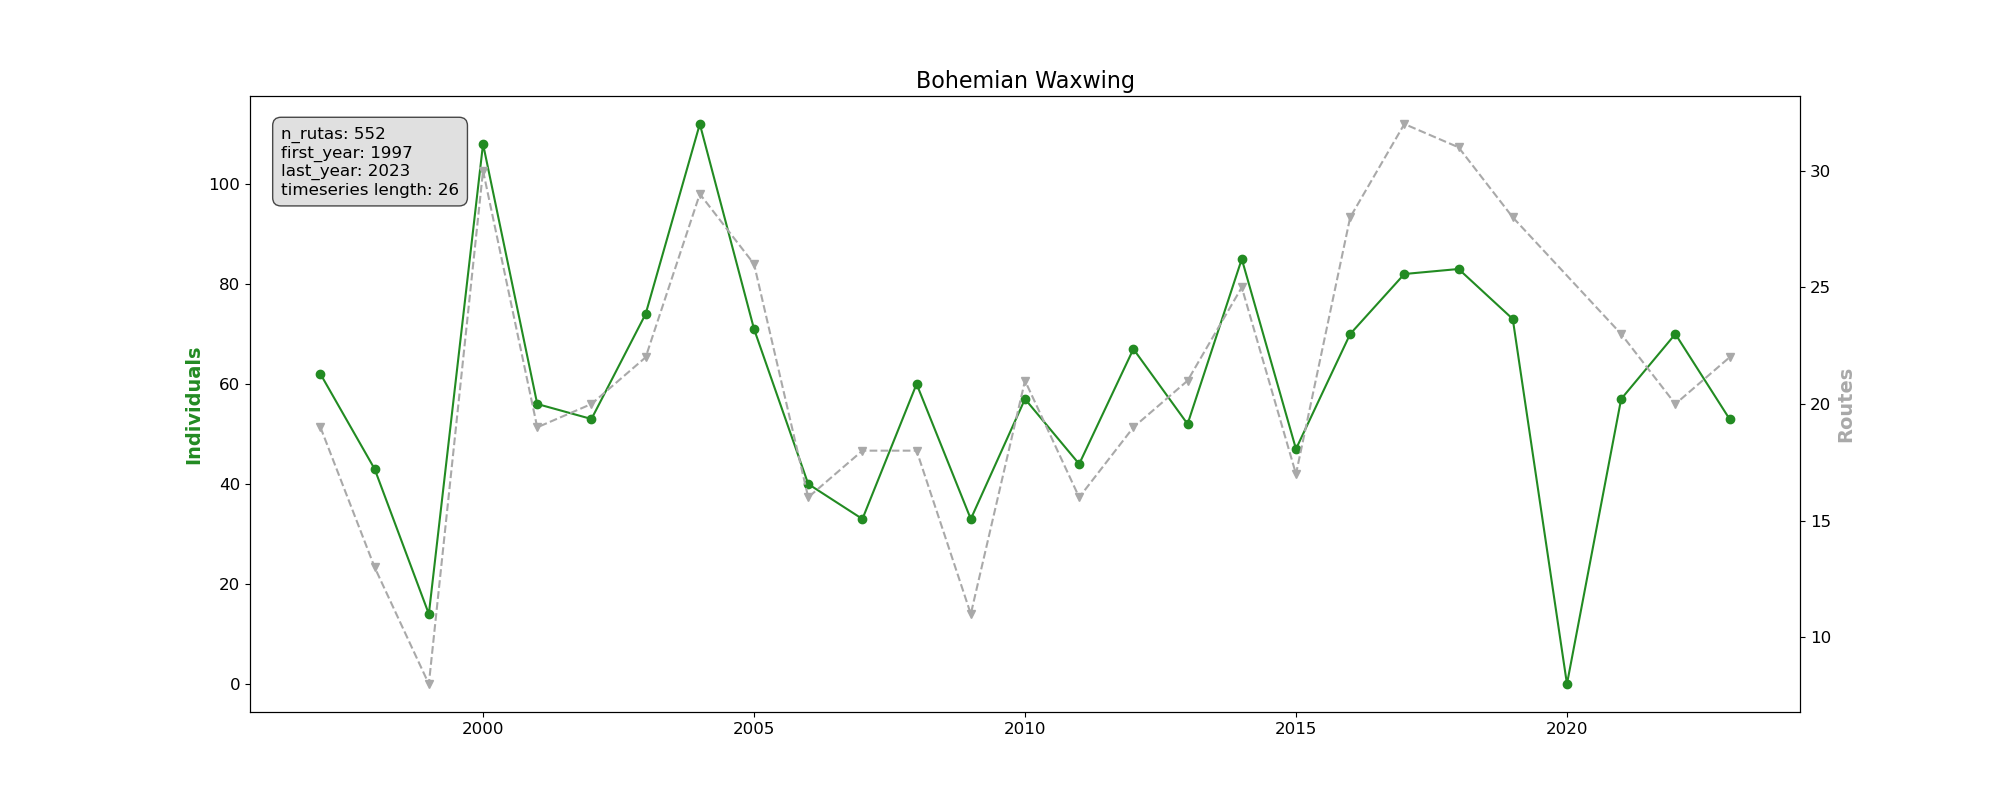 Bohemian Waxwing
n_rutas: 552
first_year: 1997
last_year: 2023
timeseries length: 26
Individuals
100
80
60
40
20
0
30
25
20
15
10
Routes
2000
2005
2010
2015
2020